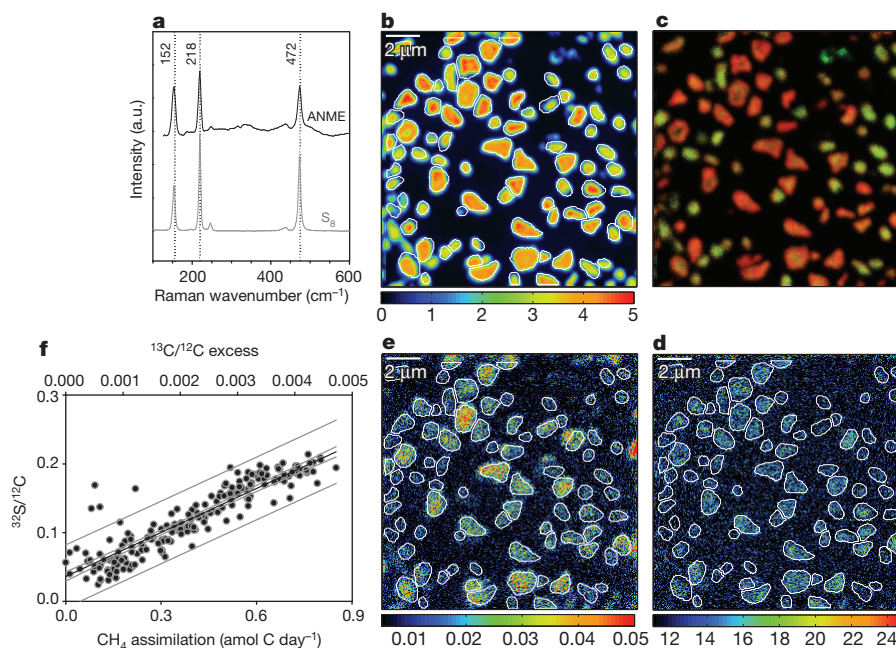 a
152
218
472
ANME
S₈
Intensity (a.u.)
100 200 400 600
Raman wavenumber (cm⁻¹)
b
2 μm
0 1 2 3 4 5
c
f
¹³C/¹²C excess
0.000 0.001 0.002 0.003 0.004 0.005
³²S/¹²C
0.3
0.2
0.1
0.0
0.0 0.3 0.6 0.9
CH₄ assimilation (amol C day⁻¹)
e
2 μm
0.01 0.02 0.03 0.04 0.05
d
2 μm
12 14 16 18 20 22 24